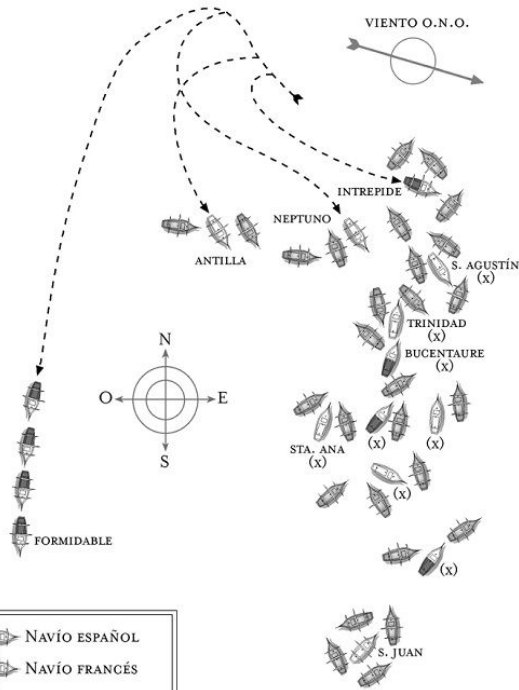 VIENTO O.N.O.
INTREPIDE
NEPTUNO
ANTILLA
S. AGUSTÍN
(x)
TRINIDAD
(x)
BUCENTAURE
(x)
N
O
E
S
STA. ANA
(x)
(x)
(x)
(x)
FORMIDABLE
(x)
S. JUAN
NAVÍO ESPAÑOL
NAVÍO FRANCÉS